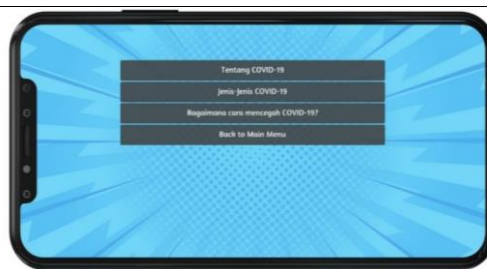 Tentang COVID-19
Jenis-Jenis COVID-19
Bagaimana cara mencegah COVID-19?
Back to Main Menu